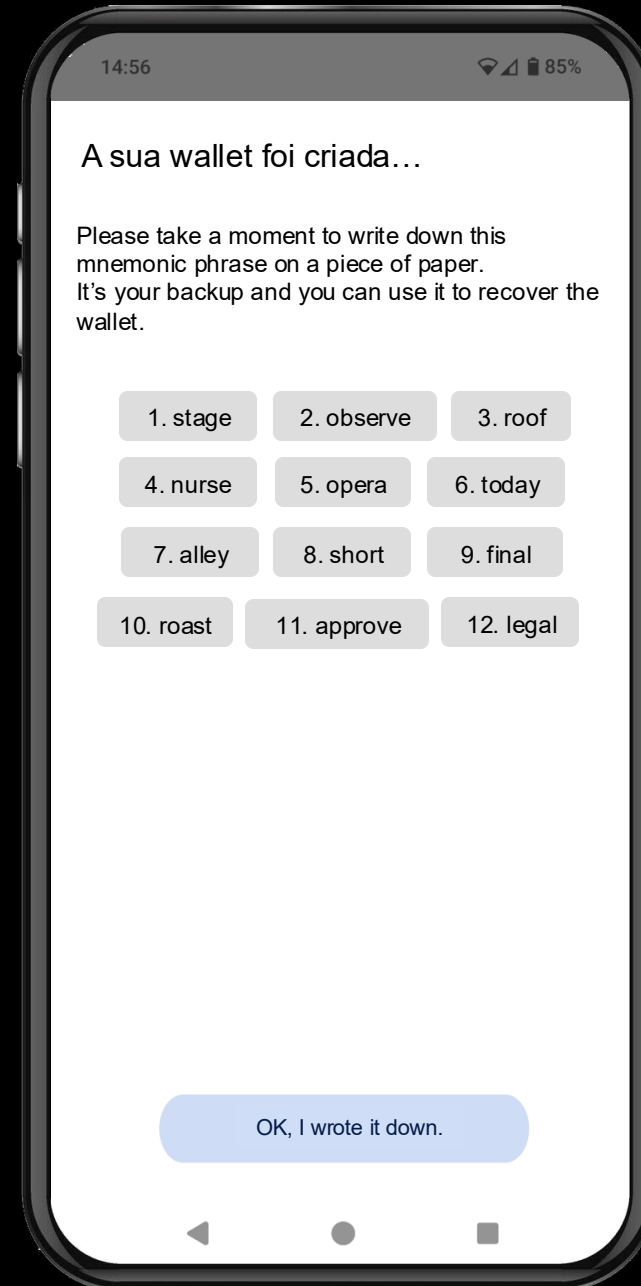 14:56 85%
A sua wallet foi criada…
Please take a moment to write down this
mnemonic phrase on a piece of paper.
It’s your backup and you can use it to recover the
wallet.
1. stage 2. observe 3. roof
4. nurse 5. opera 6. today
7. alley 8. short 9. final
10. roast 11. approve 12. legal
OK, I wrote it down.